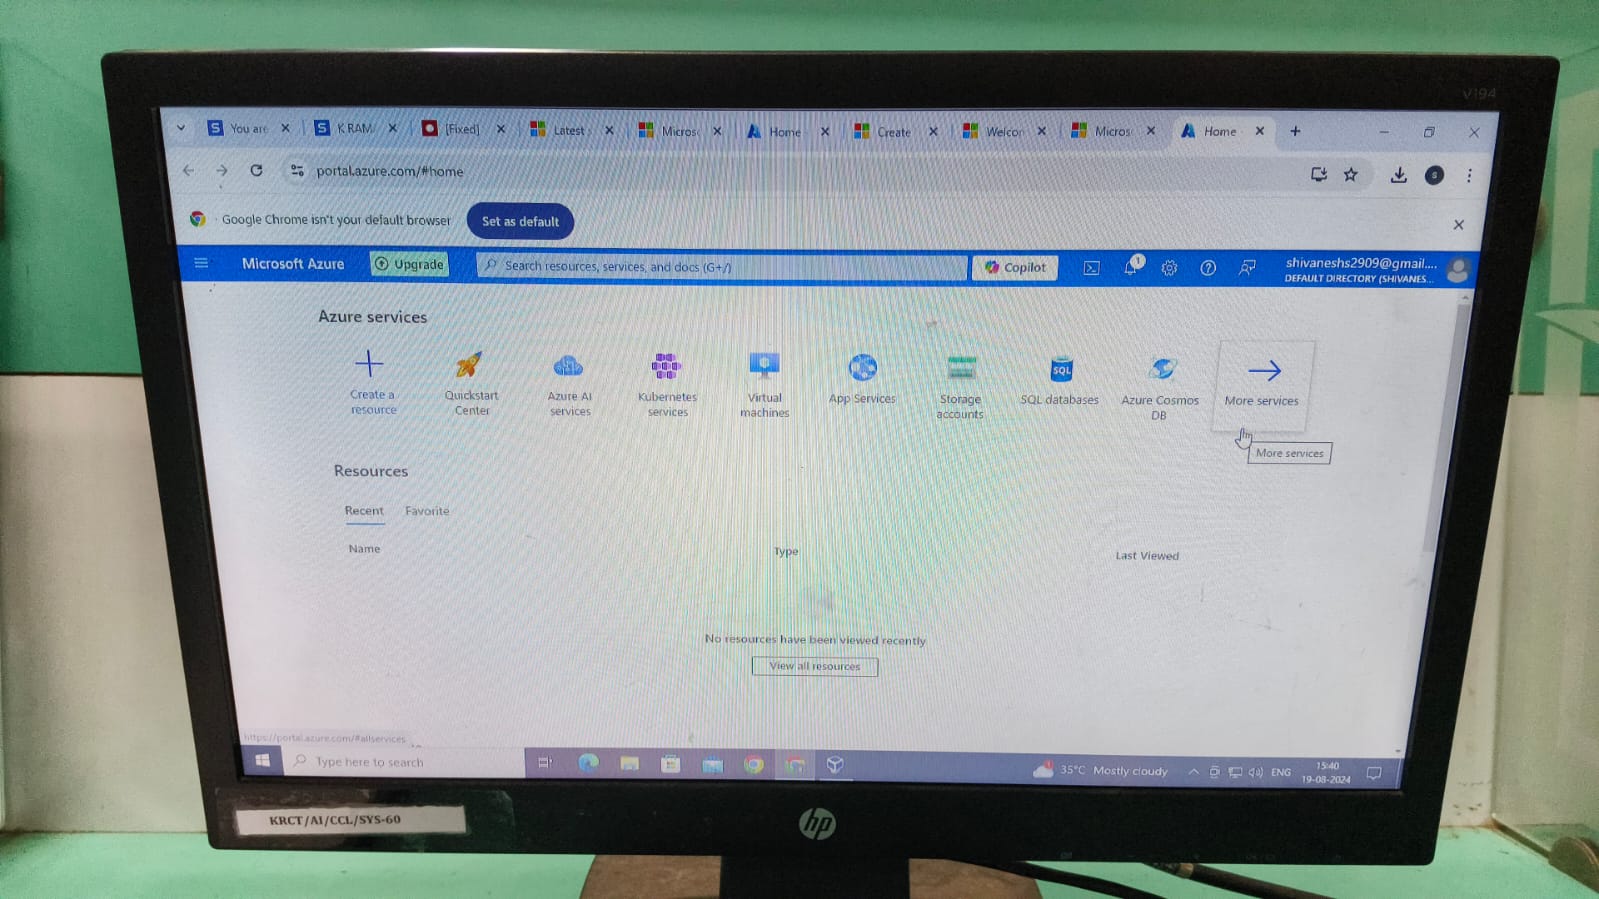 V194
You are
K RAM
[Fixed]
Latest
Micros
Home
Create
Welcor
Micros
Home
portal.azure.com/#home
Google Chrome isn't your default browser
Set as default
Microsoft Azure
Upgrade
Search resources, services, and docs (G+/)
Copilot
1
shivaneshs2909@gmail....
DEFAULT DIRECTORY (SHIVANES...
Azure services
Create a
resource
Quickstart
Center
Azure AI
services
Kubernetes
services
Virtual
machines
App Services
Storage
accounts
SQL
SQL databases
Azure Cosmos
DB
More services
More services
Resources
Recent
Favorite
Name
Type
Last Viewed
No resources have been viewed recently
View all resources
https://portal.azure.com/#allservices
Type here to search
35°C Mostly cloudy
ENG
15:40
19-08-2024
KRCT/AI/CCL/SYS-60
hp